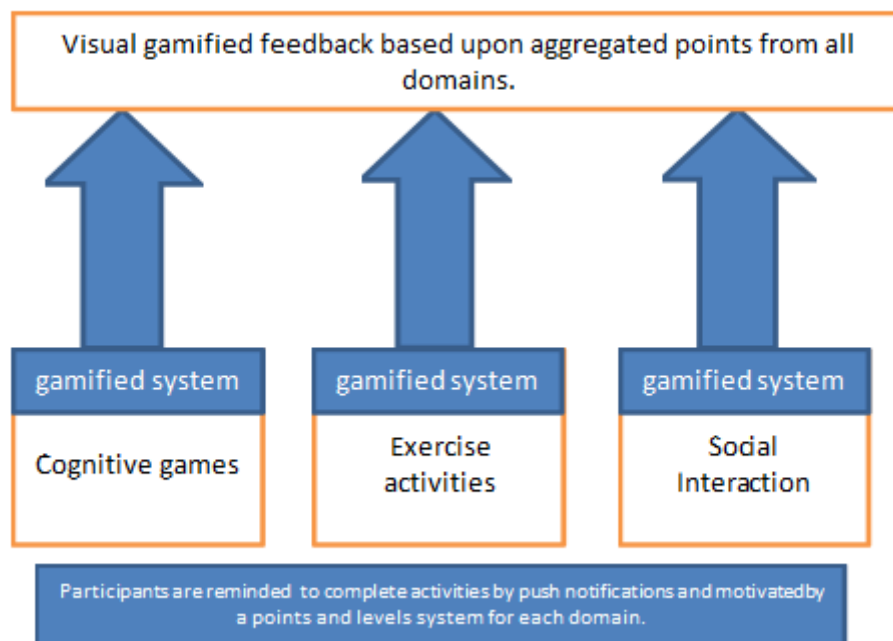 Visual gamified feedback based upon aggregated points from all
domains.
gamified system
gamified system
gamified system
Cognitive games
Exercise
activities
Social
Interaction
Participants are reminded to complete activities by push notifications and motivatedby
a points and levels system for each domain.